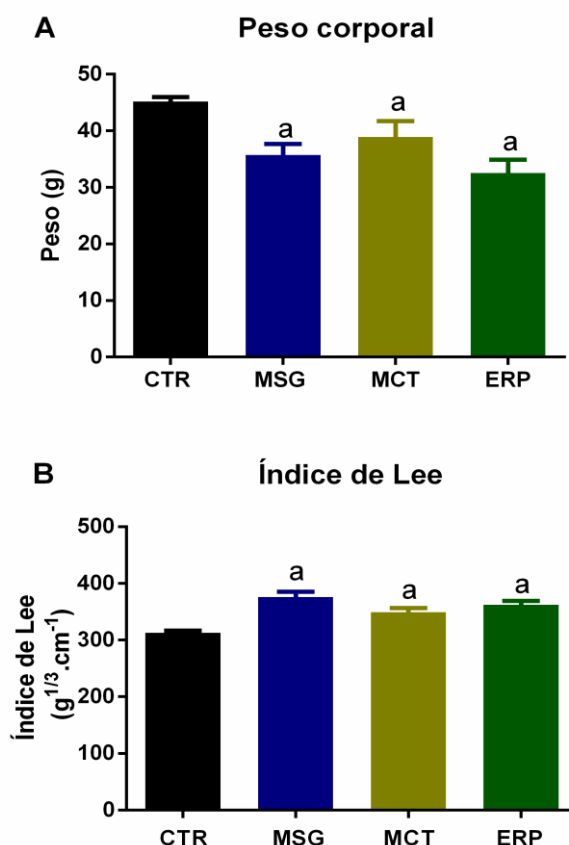 A
Peso corporal
Peso (g)
50
40
30
20
10
0
a
a
a
CTR MSG MCT ERP
B
Índice de Lee
Índice de Lee
(g1/3.cm-1)
500
400
300
200
100
0
a
a
a
CTR MSG MCT ERP